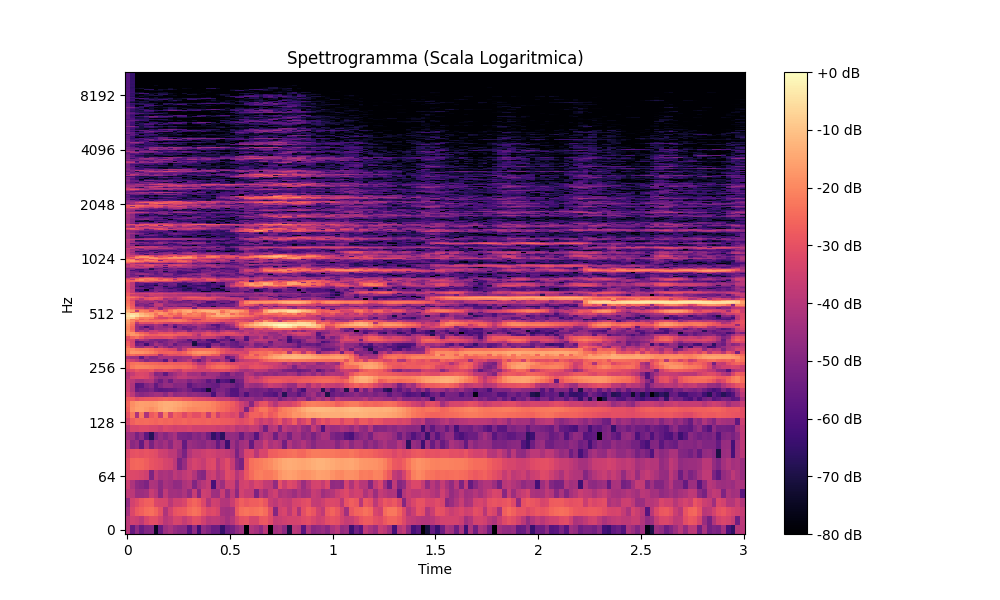 Spettrogramma (Scala Logaritmica)
Hz
8192
4096
2048
1024
512
256
128
64
0
0 0.5 1 1.5 2 2.5 3
Time
+0 dB
-10 dB
-20 dB
-30 dB
-40 dB
-50 dB
-60 dB
-70 dB
-80 dB